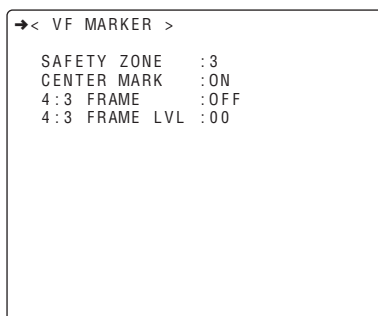 ➔< VF MARKER >
SAFETY ZONE :3
CENTER MARK :ON
4:3 FRAME :OFF
4:3 FRAME LVL :00